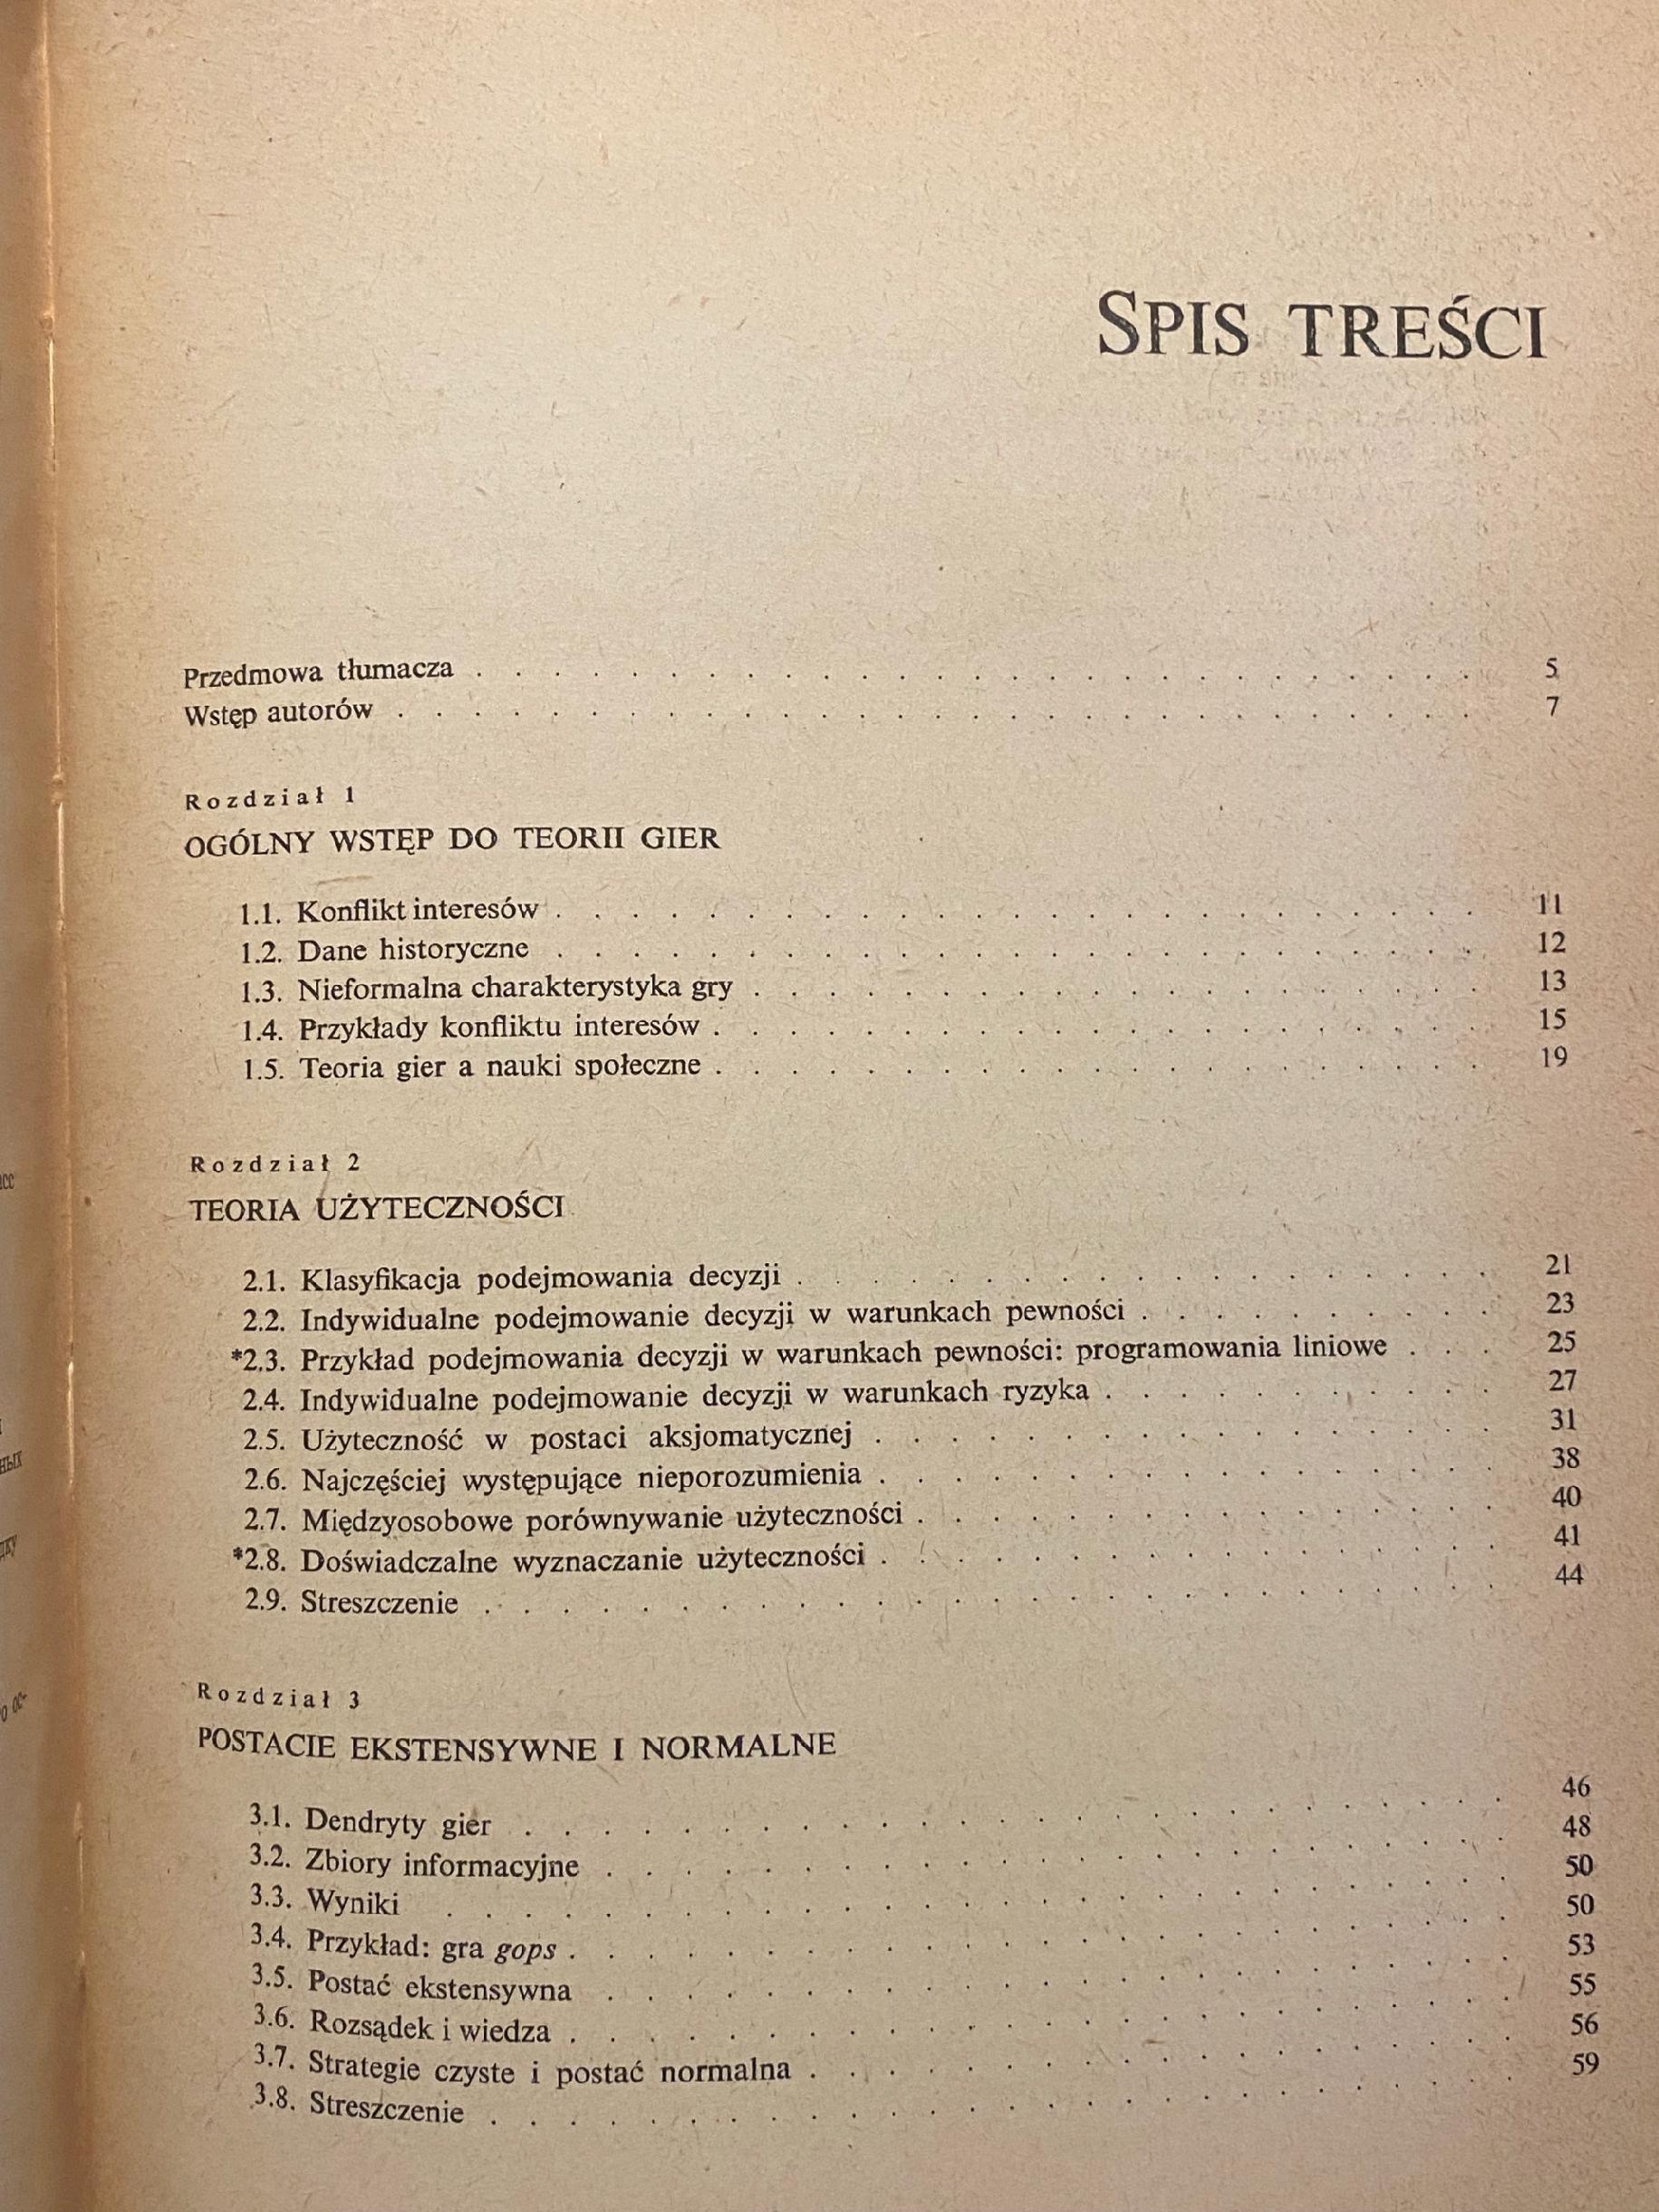 SPIS TREŚCI
Przedmowa tłumacza . . . . . . . . . . . . . . . . . . . . . . . . . . 5
Wstęp autorów . . . . . . . . . . . . . . . . . . . . . . . . . . . . 7
Rozdział 1
OGÓLNY WSTĘP DO TEORII GIER
1.1. Konflikt interesów . . . . . . . . . . . . . . . . . . . . . . . . . 11
1.2. Dane historyczne . . . . . . . . . . . . . . . . . . . . . . . . . 12
1.3. Nieformalna charakterystyka gry . . . . . . . . . . . . . . . . . . . . 13
1.4. Przykłady konfliktu interesów . . . . . . . . . . . . . . . . . . . . . 15
1.5. Teoria gier a nauki społeczne . . . . . . . . . . . . . . . . . . . . . 19
Rozdział 2
TEORIA UŻYTECZNOŚCI
2.1. Klasyfikacja podejmowania decyzji . . . . . . . . . . . . . . . . . . . 21
2.2. Indywidualne podejmowanie decyzji w warunkach pewności . . . . . . . . . . 23
*2.3. Przykład podejmowania decyzji w warunkach pewności: programowania liniowe . . . 25
2.4. Indywidualne podejmowanie decyzji w warunkach ryzyka . . . . . . . . . . . 27
2.5. Użyteczność w postaci aksjomatycznej . . . . . . . . . . . . . . . . . 31
2.6. Najczęściej występujące nieporozumienia . . . . . . . . . . . . . . . . . 38
2.7. Międzyosobowe porównywanie użyteczności . . . . . . . . . . . . . . . . 40
*2.8. Doświadczalne wyznaczanie użyteczności . . . . . . . . . . . . . . . . . 41
2.9. Streszczenie . . . . . . . . . . . . . . . . . . . . . . . . . . . 44
Rozdział 3
POSTACIE EKSTENSYWNE I NORMALNE
3.1. Dendryty gier . . . . . . . . . . . . . . . . . . . . . . . . . . 46
3.2. Zbiory informacyjne . . . . . . . . . . . . . . . . . . . . . . . . 48
3.3. Wyniki . . . . . . . . . . . . . . . . . . . . . . . . . . . . 50
3.4. Przykład: gra gops . . . . . . . . . . . . . . . . . . . . . . . . . 50
3.5. Postać ekstensywna . . . . . . . . . . . . . . . . . . . . . . . . 53
3.6. Rozsądek i wiedza . . . . . . . . . . . . . . . . . . . . . . . . . 55
3.7. Strategie czyste i postać normalna . . . . . . . . . . . . . . . . . . . 56
3.8. Streszczenie . . . . . . . . . . . . . . . . . . . . . . . . . . . 59